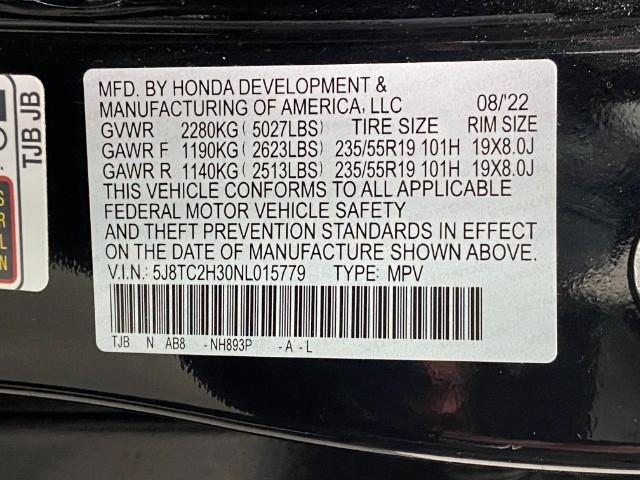 TJB JB
MFD. BY HONDA DEVELOPMENT &
MANUFACTURING OF AMERICA, LLC 08/'22
GVWR 2280KG ( 5027LBS) TIRE SIZE RIM SIZE
GAWR F 1190KG ( 2623LBS) 235/55R19 101H 19X8.0J
GAWR R 1140KG ( 2513LBS) 235/55R19 101H 19X8.0J
THIS VEHICLE CONFORMS TO ALL APPLICABLE
FEDERAL MOTOR VEHICLE SAFETY
AND THEFT PREVENTION STANDARDS IN EFFECT
ON THE DATE OF MANUFACTURE SHOWN ABOVE.
V.I.N.: 5J8TC2H30NL015779 TYPE: MPV
TJB N AB8 -NH893P -A-L